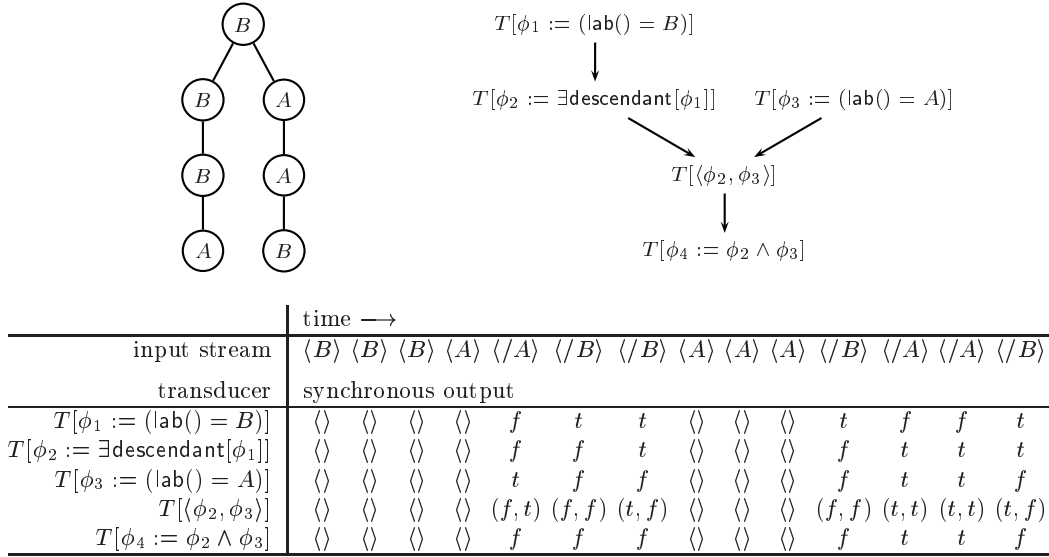 B
T[ϕ₁ := (lab() = B)]
B
A
T[ϕ₂ := ∃descendant[ϕ₁]]
T[ϕ₃ := (lab() = A)]
B
A
T[⟨ϕ₂, ϕ₃⟩]
A
B
T[ϕ₄ := ϕ₂ ∧ ϕ₃]
time ⟶
input stream ⟨B⟩ ⟨B⟩ ⟨B⟩ ⟨A⟩ ⟨/A⟩ ⟨/B⟩ ⟨/B⟩ ⟨A⟩ ⟨A⟩ ⟨A⟩ ⟨/B⟩ ⟨/A⟩ ⟨/A⟩ ⟨/B⟩
transducer synchronous output
T[ϕ₁ := (lab() = B)] ⟨⟩ ⟨⟩ ⟨⟩ ⟨⟩ f t t ⟨⟩ ⟨⟩ ⟨⟩ t f f t
T[ϕ₂ := ∃descendant[ϕ₁]] ⟨⟩ ⟨⟩ ⟨⟩ ⟨⟩ f f t ⟨⟩ ⟨⟩ ⟨⟩ f t t t
T[ϕ₃ := (lab() = A)] ⟨⟩ ⟨⟩ ⟨⟩ ⟨⟩ t f f ⟨⟩ ⟨⟩ ⟨⟩ f t t f
T[⟨ϕ₂, ϕ₃⟩] ⟨⟩ ⟨⟩ ⟨⟩ ⟨⟩ (f, t) (f, f) (t, f) ⟨⟩ ⟨⟩ ⟨⟩ (f, f) (t, t) (t, t) (t, f)
T[ϕ₄ := ϕ₂ ∧ ϕ₃] ⟨⟩ ⟨⟩ ⟨⟩ ⟨⟩ f f f ⟨⟩ ⟨⟩ ⟨⟩ f t t f